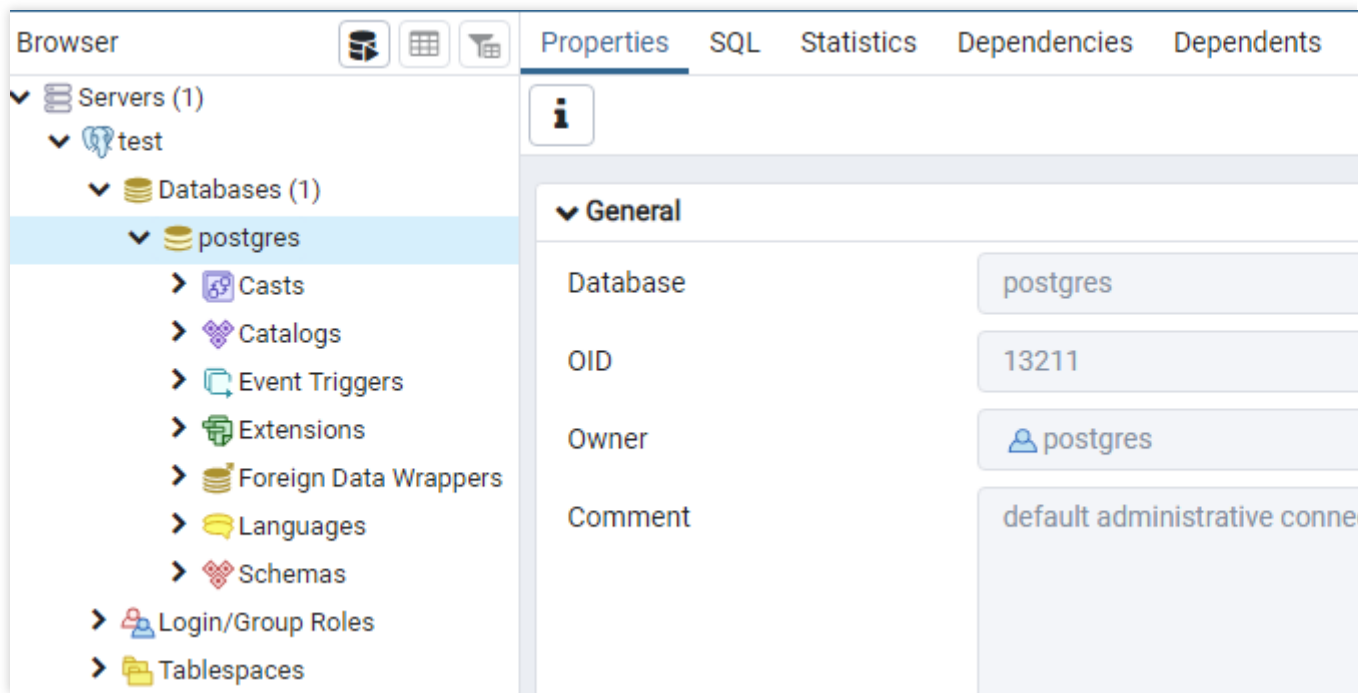 Browser
Servers (1)
test
Databases (1)
postgres
Casts
Catalogs
Event Triggers
Extensions
Foreign Data Wrappers
Languages
Schemas
Login/Group Roles
Tablespaces
Properties SQL Statistics Dependencies Dependents
i
General
Database postgres
OID 13211
Owner postgres
Comment default administrative